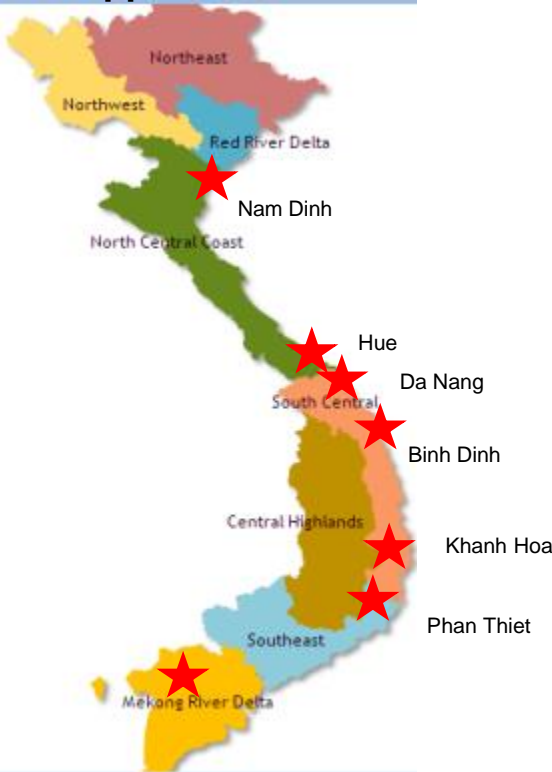 Northeast
Northwest
Red River Delta
Nam Dinh
North Central Coast
Hue
Da Nang
South Central
Binh Dinh
Central Highlands
Khanh Hoa
Phan Thiet
Southeast
Mekong River Delta